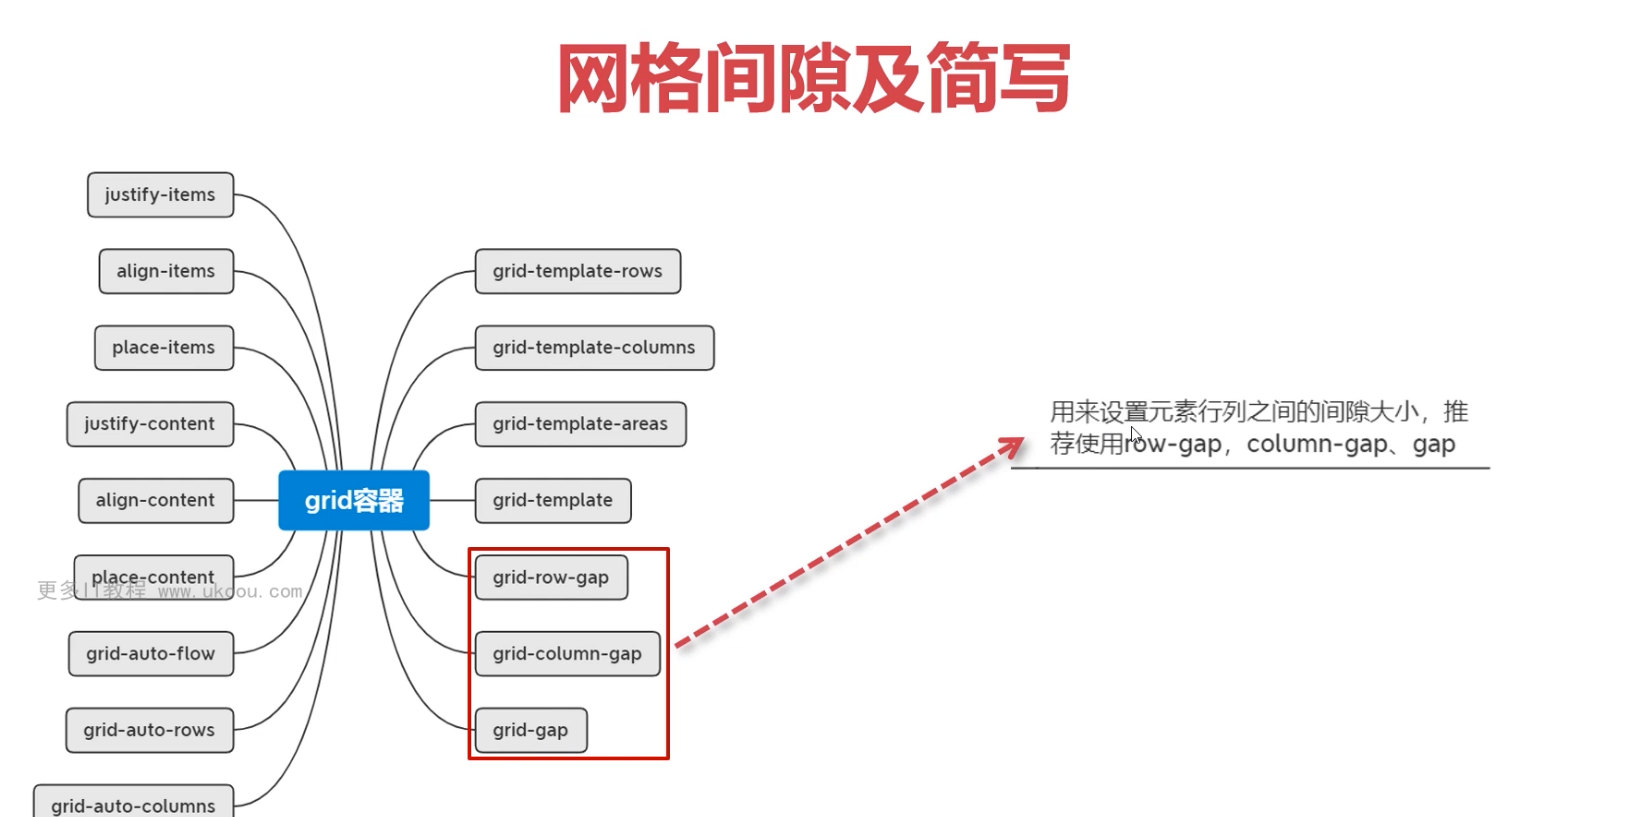 网格间隙及简写
justify-items
align-items
place-items
justify-content
align-content
place-content
grid-auto-flow
grid-auto-rows
grid-auto-columns
grid容器
grid-template-rows
grid-template-columns
grid-template-areas
grid-template
grid-row-gap
grid-column-gap
grid-gap
用来设置元素行列之间的间隙大小，推
荐使用row-gap，column-gap、gap
更多IT教程 www.ukoou.com